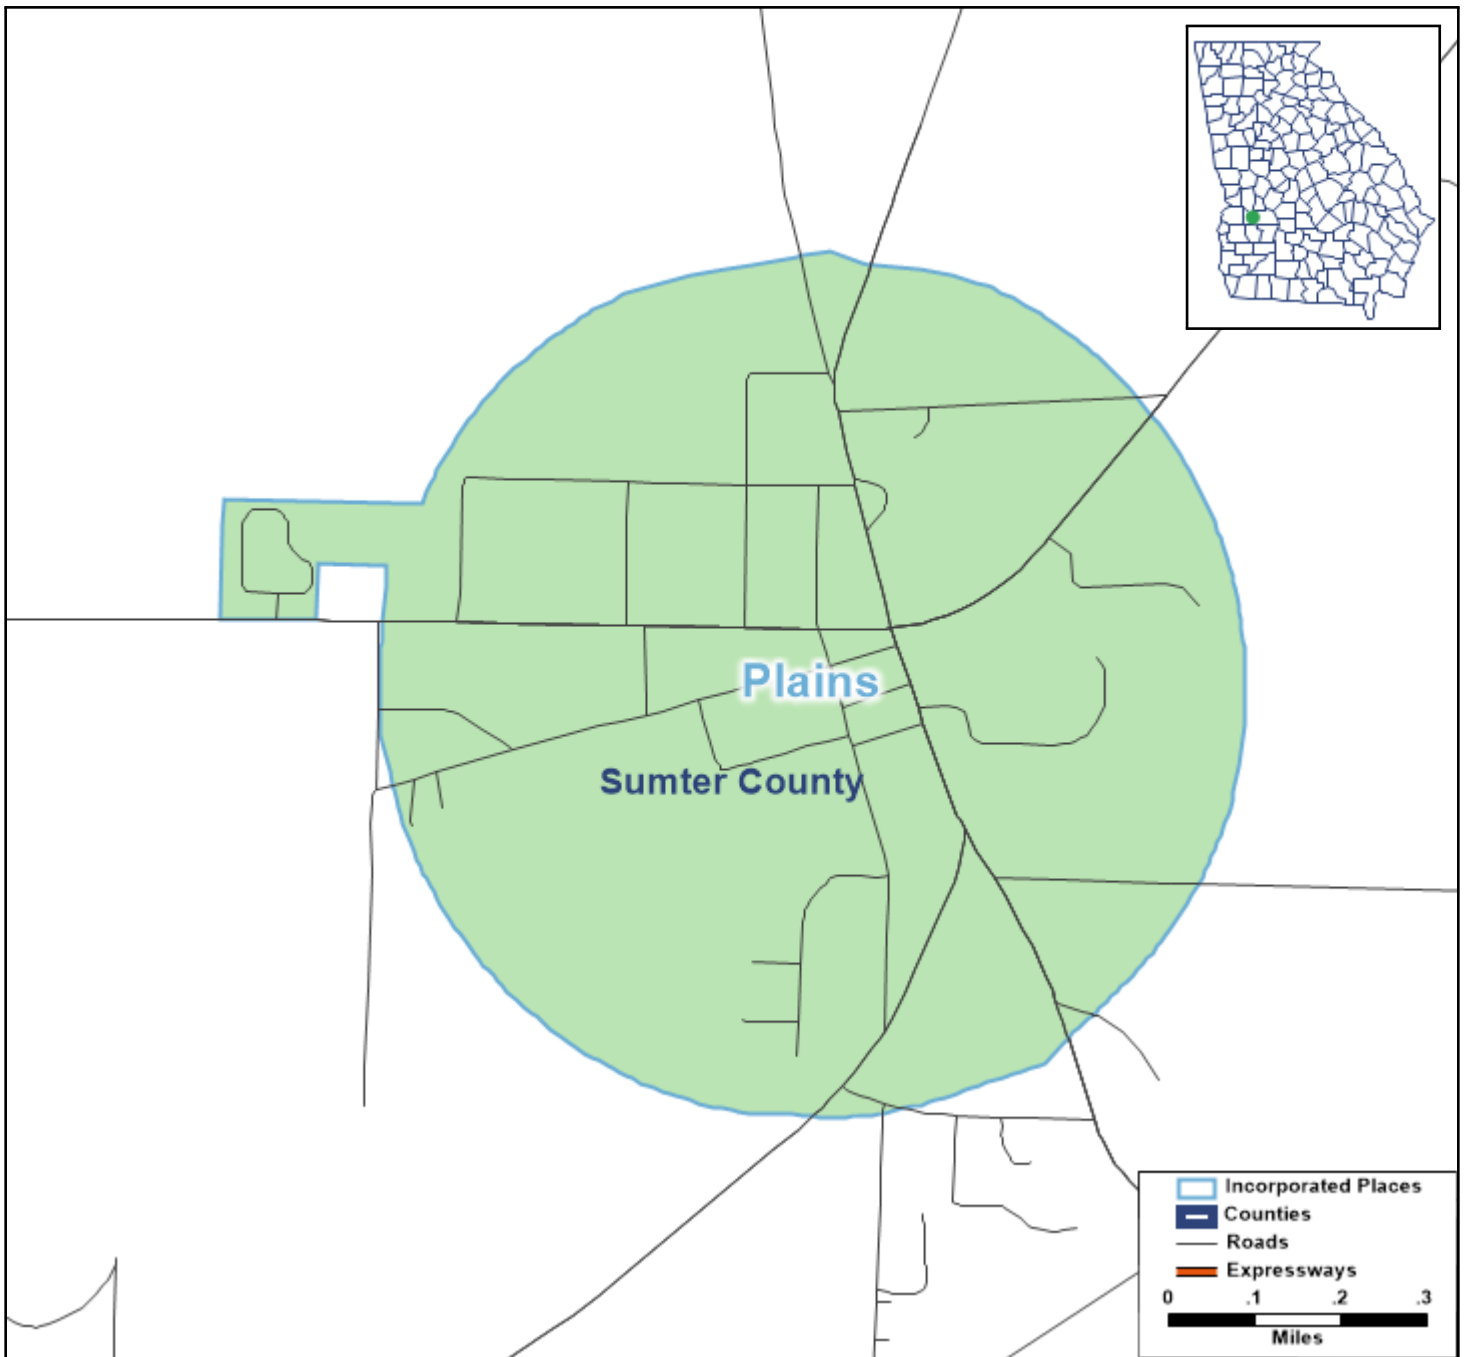 Plains
Sumter County
Incorporated Places
Counties
Roads
Expressways
0 .1 .2 .3
Miles